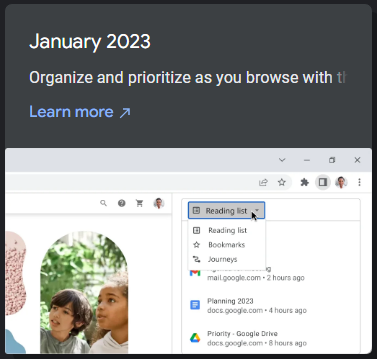 January 2023
Organize and prioritize as you browse with
Learn more
Reading list
Reading list
Bookmarks
Journeys
mail.google.com • 2 hours ago
Planning 2023
docs.google.com • 4 hours ago
Priority - Google Drive
docs.google.com • 8 hours ago